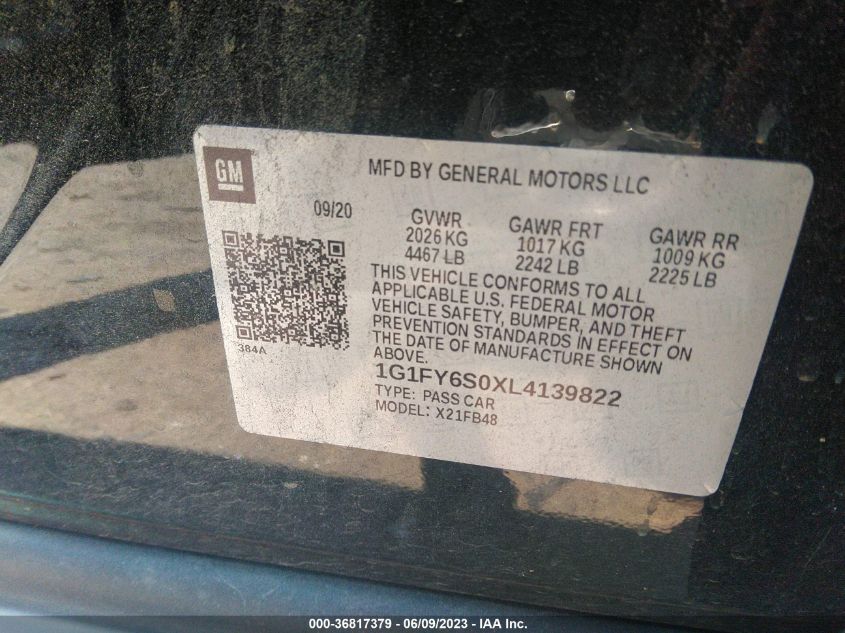 GM
MFD BY GENERAL MOTORS LLC
09/20
GVWR
2026 KG
4467 LB
GAWR FRT
1017 KG
2242 LB
GAWR RR
1009 KG
2225 LB
THIS VEHICLE CONFORMS TO ALL
APPLICABLE U.S. FEDERAL MOTOR
VEHICLE SAFETY, BUMPER, AND THEFT
PREVENTION STANDARDS IN EFFECT ON
THE DATE OF MANUFACTURE SHOWN
ABOVE.
384A
1G1FY6S0XL4139822
TYPE: PASS CAR
MODEL: X21FB48
000-36817379 - 06/09/2023 - IAA Inc.